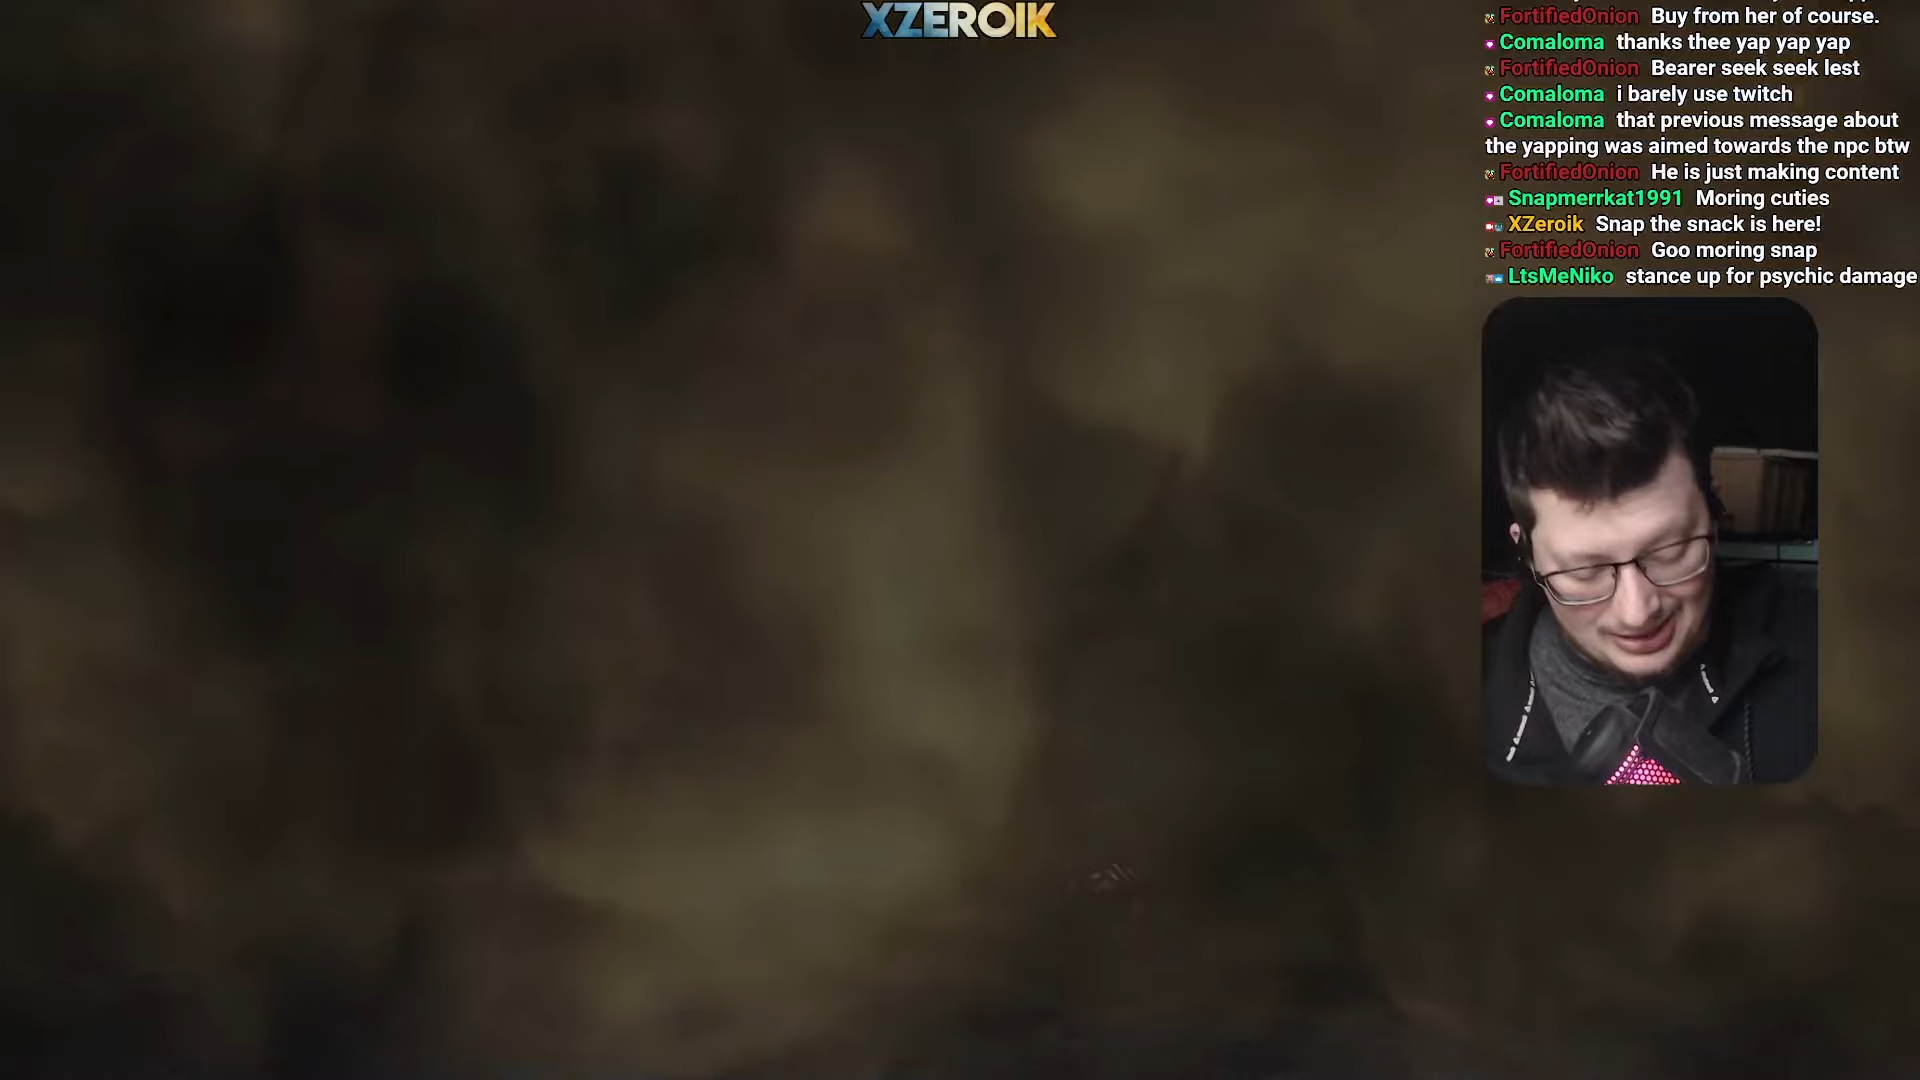 XZEROIK
FortifiedOnion Buy from her of course.
Comaloma thanks thee yap yap yap
FortifiedOnion Bearer seek seek lest
Comaloma i barely use twitch
Comaloma that previous message about
the yapping was aimed towards the npc btw
FortifiedOnion He is just making content
Snapmerrkat1991 Moring cuties
XZeroik Snap the snack is here!
FortifiedOnion Goo moring snap
LtsMeNiko stance up for psychic damage